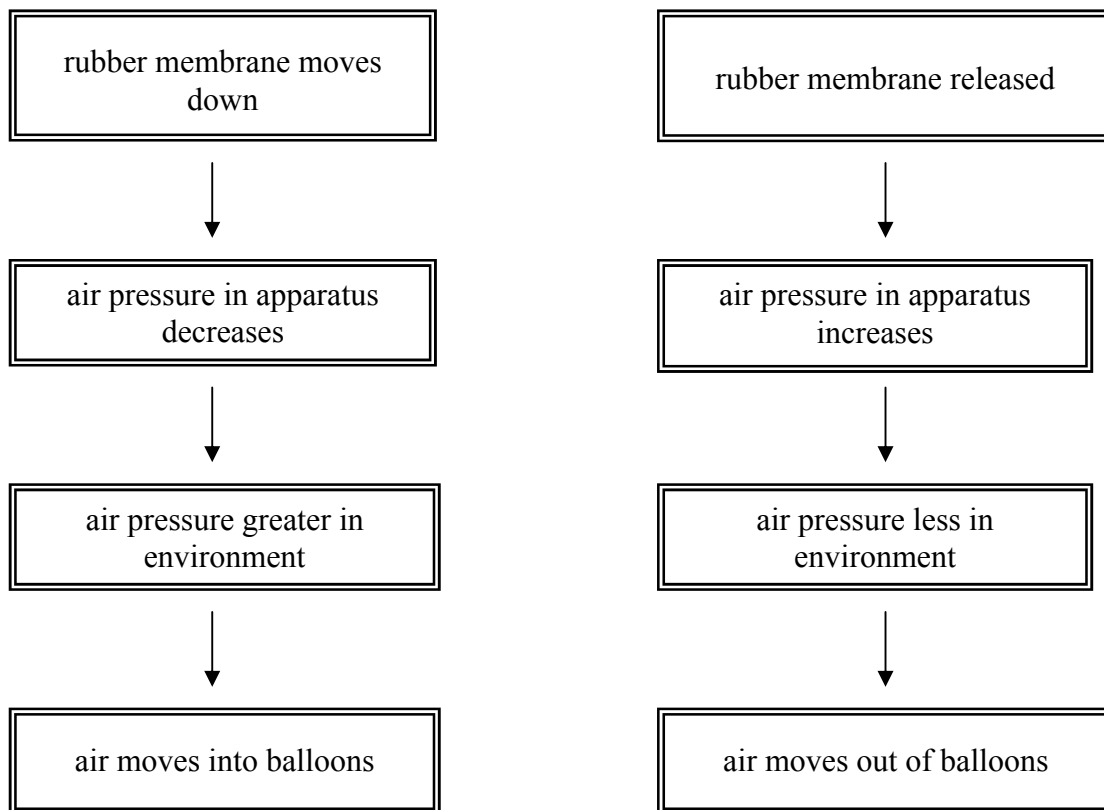 rubber membrane moves
down
air pressure in apparatus
decreases
air pressure greater in
environment
air moves into balloons
rubber membrane released
air pressure in apparatus
increases
air pressure less in
environment
air moves out of balloons